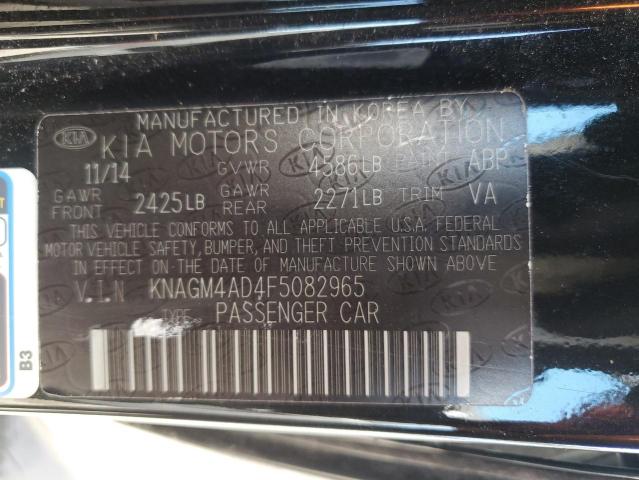 MANUFACTURED IN KOREA BY
KIA KIA MOTORS CORPORATION
11/14 GVWR 4386LB PAINT ABP
GAWR FRONT 2425LB GAWR REAR 2271LB TRIM VA
THIS VEHICLE CONFORMS TO ALL APPLICABLE U.S.A. FEDERAL
MOTOR VEHICLE SAFETY, BUMPER, AND THEFT PREVENTION STANDARDS
IN EFFECT ON THE DATE OF MANUFACTURE SHOWN ABOVE
V.I.N KNAGM4AD4F5082965
TYPE PASSENGER CAR
B3